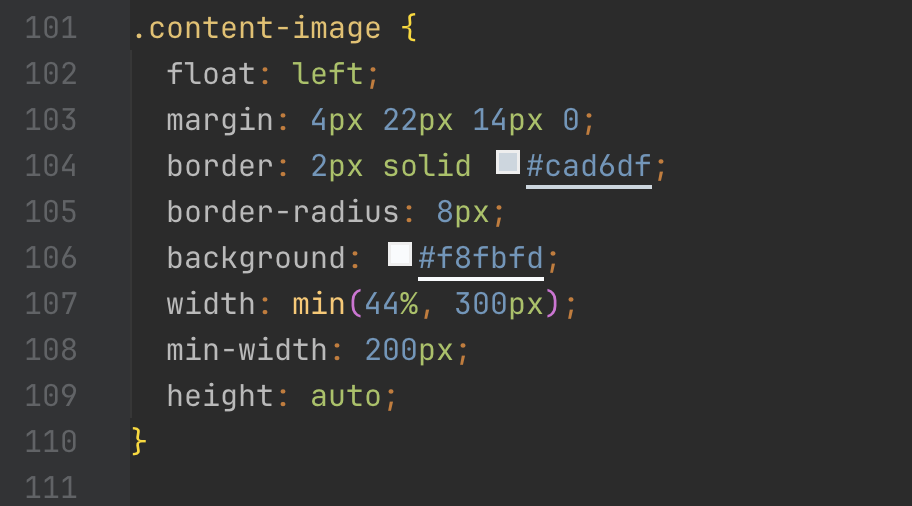 101 .content-image {
102 float: left;
103 margin: 4px 22px 14px 0;
104 border: 2px solid #cad6df;
105 border-radius: 8px;
106 background: #f8fbfd;
107 width: min(44%, 300px);
108 min-width: 200px;
109 height: auto;
110 }
111